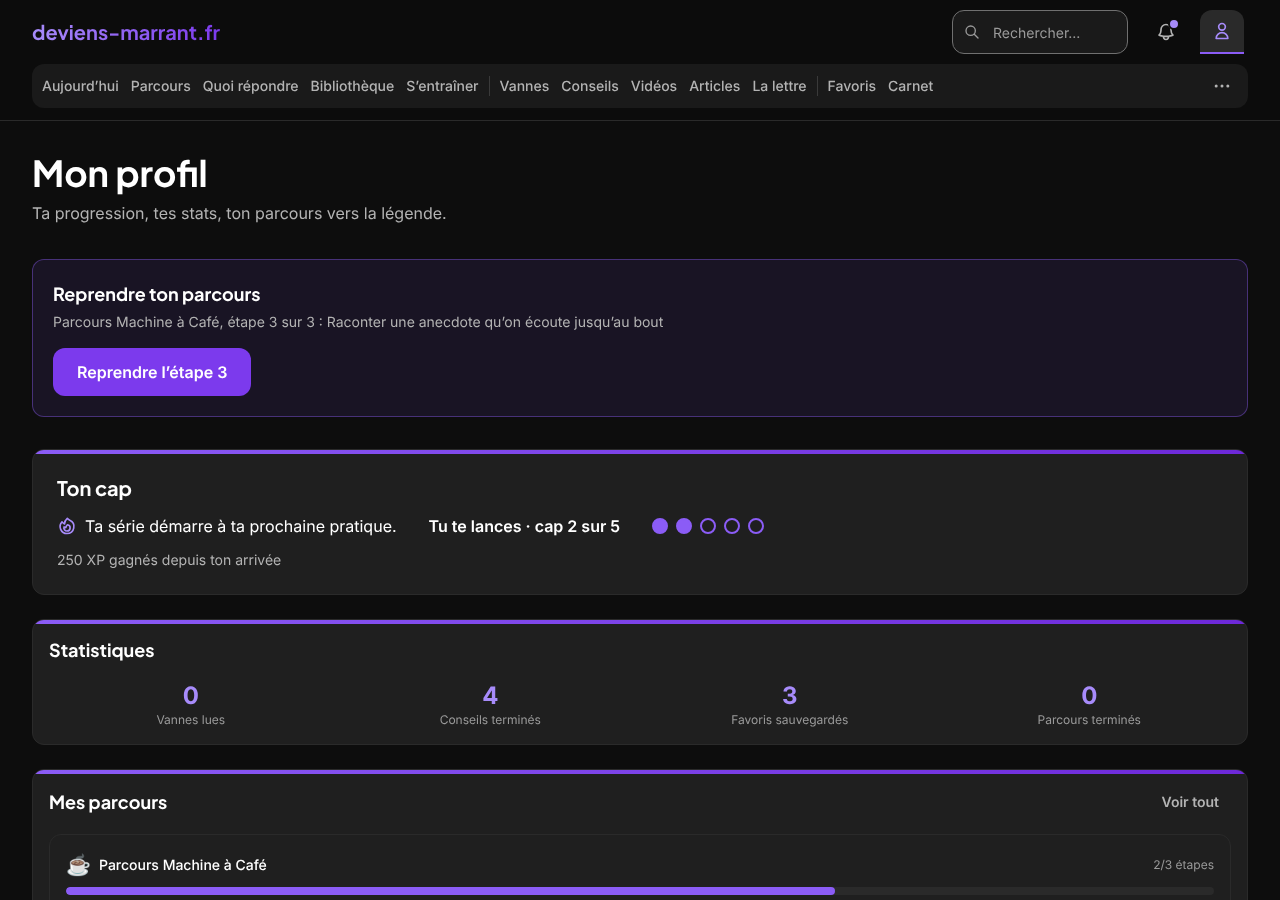 deviens-marrant.fr
Rechercher...
Aujourd’hui Parcours Quoi répondre Bibliothèque S’entraîner Vannes Conseils Vidéos Articles La lettre Favoris Carnet
Mon profil
Ta progression, tes stats, ton parcours vers la légende.
Reprendre ton parcours
Parcours Machine à Café, étape 3 sur 3 : Raconter une anecdote qu’on écoute jusqu’au bout
Reprendre l’étape 3
Ton cap
Ta série démarre à ta prochaine pratique. Tu te lances · cap 2 sur 5
250 XP gagnés depuis ton arrivée
Statistiques
0 4 3 0
Vannes lues Conseils terminés Favoris sauvegardés Parcours terminés
Mes parcours Voir tout
Parcours Machine à Café 2/3 étapes